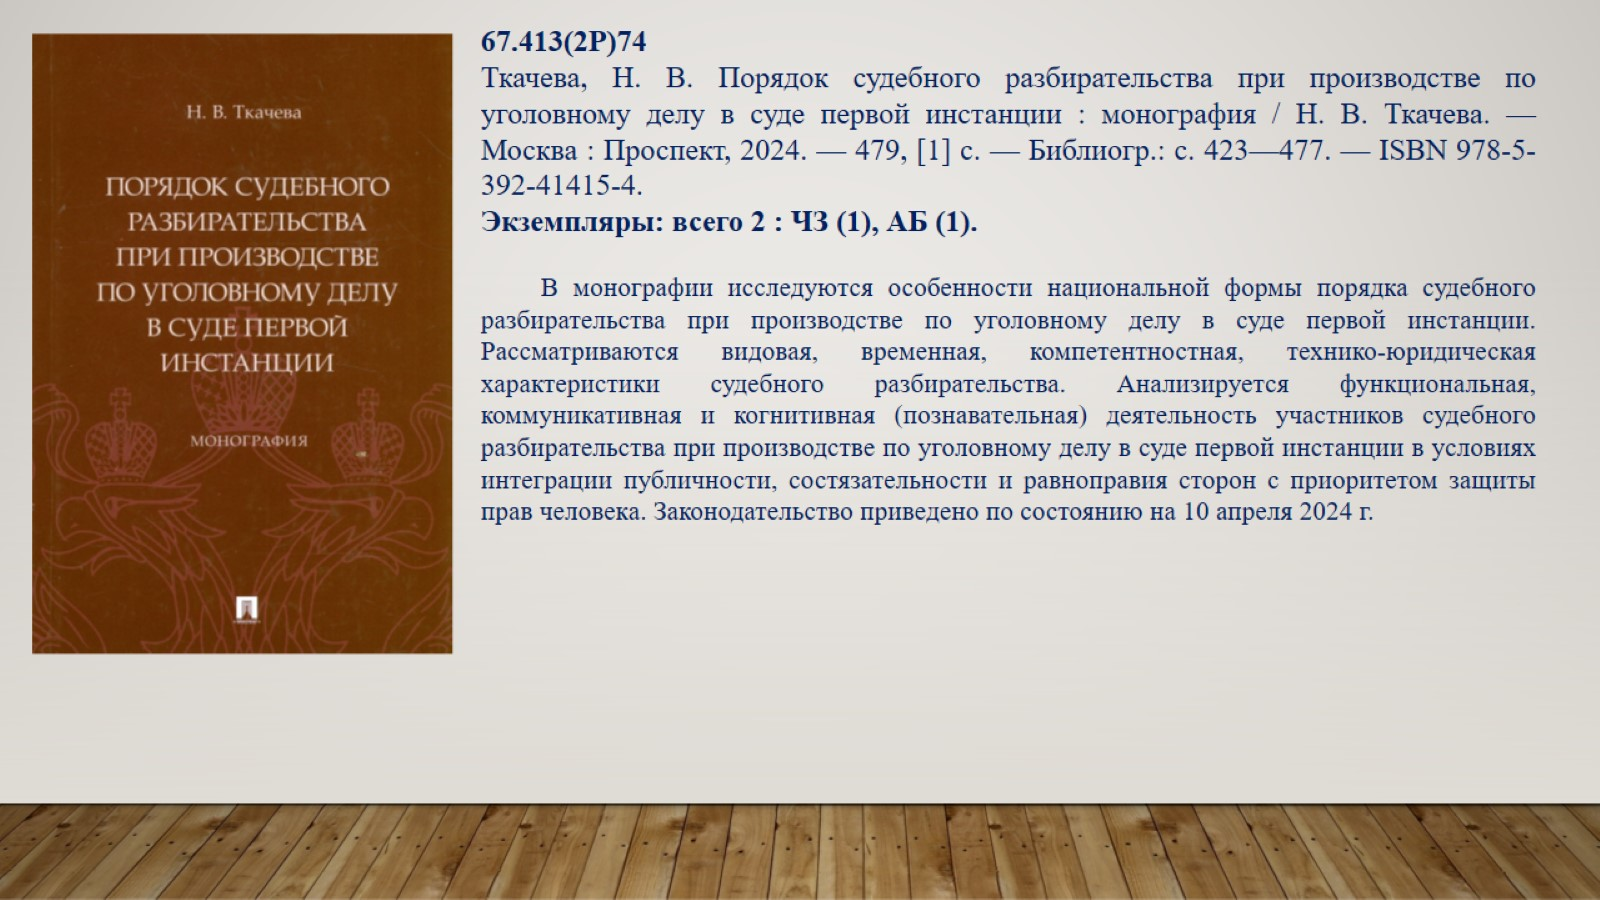 Н. В. Ткачева
ПОРЯДОК СУДЕБНОГО
РАЗБИРАТЕЛЬСТВА
ПРИ ПРОИЗВОДСТВЕ
ПО УГОЛОВНОМУ ДЕЛУ
В СУДЕ ПЕРВОЙ
ИНСТАНЦИИ
МОНОГРАФИЯ
67.413(2Р)74
Ткачева, Н. В. Порядок судебного разбирательства при производстве по
уголовному делу в суде первой инстанции : монография / Н. В. Ткачева. —
Москва : Проспект, 2024. — 479, [1] с. — Библиогр.: с. 423—477. — ISBN 978-5-
392-41415-4.
Экземпляры: всего 2 : ЧЗ (1), АБ (1).
В монографии исследуются особенности национальной формы порядка судебного
разбирательства при производстве по уголовному делу в суде первой инстанции.
Рассматриваются видовая, временная, компетентностная, технико-юридическая
характеристики судебного разбирательства. Анализируется функциональная,
коммуникативная и когнитивная (познавательная) деятельность участников судебного
разбирательства при производстве по уголовному делу в суде первой инстанции в условиях
интеграции публичности, состязательности и равноправия сторон с приоритетом защиты
прав человека. Законодательство приведено по состоянию на 10 апреля 2024 г.